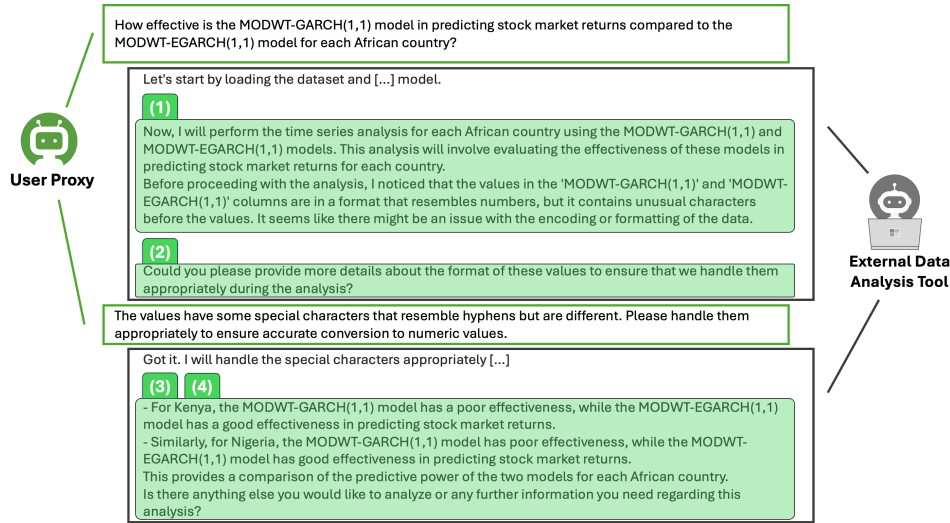 How effective is the MODWT-GARCH(1,1) model in predicting stock market returns compared to the
MODWT-EGARCH(1,1) model for each African country?
Let's start by loading the dataset and [...] model.
(1)
Now, I will perform the time series analysis for each African country using the MODWT-GARCH(1,1) and
MODWT-EGARCH(1,1) models. This analysis will involve evaluating the effectiveness of these models in
predicting stock market returns for each country.
Before proceeding with the analysis, I noticed that the values in the 'MODWT-GARCH(1,1)' and 'MODWT-
EGARCH(1,1)' columns are in a format that resembles numbers, but it contains unusual characters
before the values. It seems like there might be an issue with the encoding or formatting of the data.
User Proxy
(2)
Could you please provide more details about the format of these values to ensure that we handle them
appropriately during the analysis?
External Data
Analysis Tool
The values have some special characters that resemble hyphens but are different. Please handle them
appropriately to ensure accurate conversion to numeric values.
Got it. I will handle the special characters appropriately [...]
(3) (4)
- For Kenya, the MODWT-GARCH(1,1) model has a poor effectiveness, while the MODWT-EGARCH(1,1)
model has a good effectiveness in predicting stock market returns.
- Similarly, for Nigeria, the MODWT-GARCH(1,1) model has poor effectiveness, while the MODWT-
EGARCH(1,1) model has good effectiveness in predicting stock market returns.
This provides a comparison of the predictive power of the two models for each African country.
Is there anything else you would like to analyze or any further information you need regarding this
analysis?